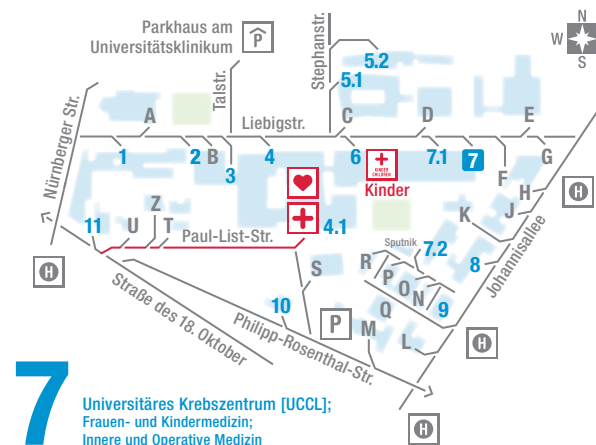 Parkhaus am
Universitätsklinikum
P
Stephanstr.
N
W
S
5.2
5.1
Talstr.
Nürnberger Str.
A
Liebigstr.
C
D
E
1
2
B
3
4
6
KINDER
CHILDREN
Kinder
7.1
7
F
G
H
H
J
K
Johannisallee
11
U
Z
T
Paul-List-Str.
4.1
Sputnik
7.2
8
R
P
O
N
9
Q
S
H
Straße des 18. Oktober
10
Philipp-Rosenthal-Str.
P
M
L
H
H
7
Universitäres Krebszentrum [UCCL];
Frauen- und Kindermedizin;
Innere und Operative Medizin